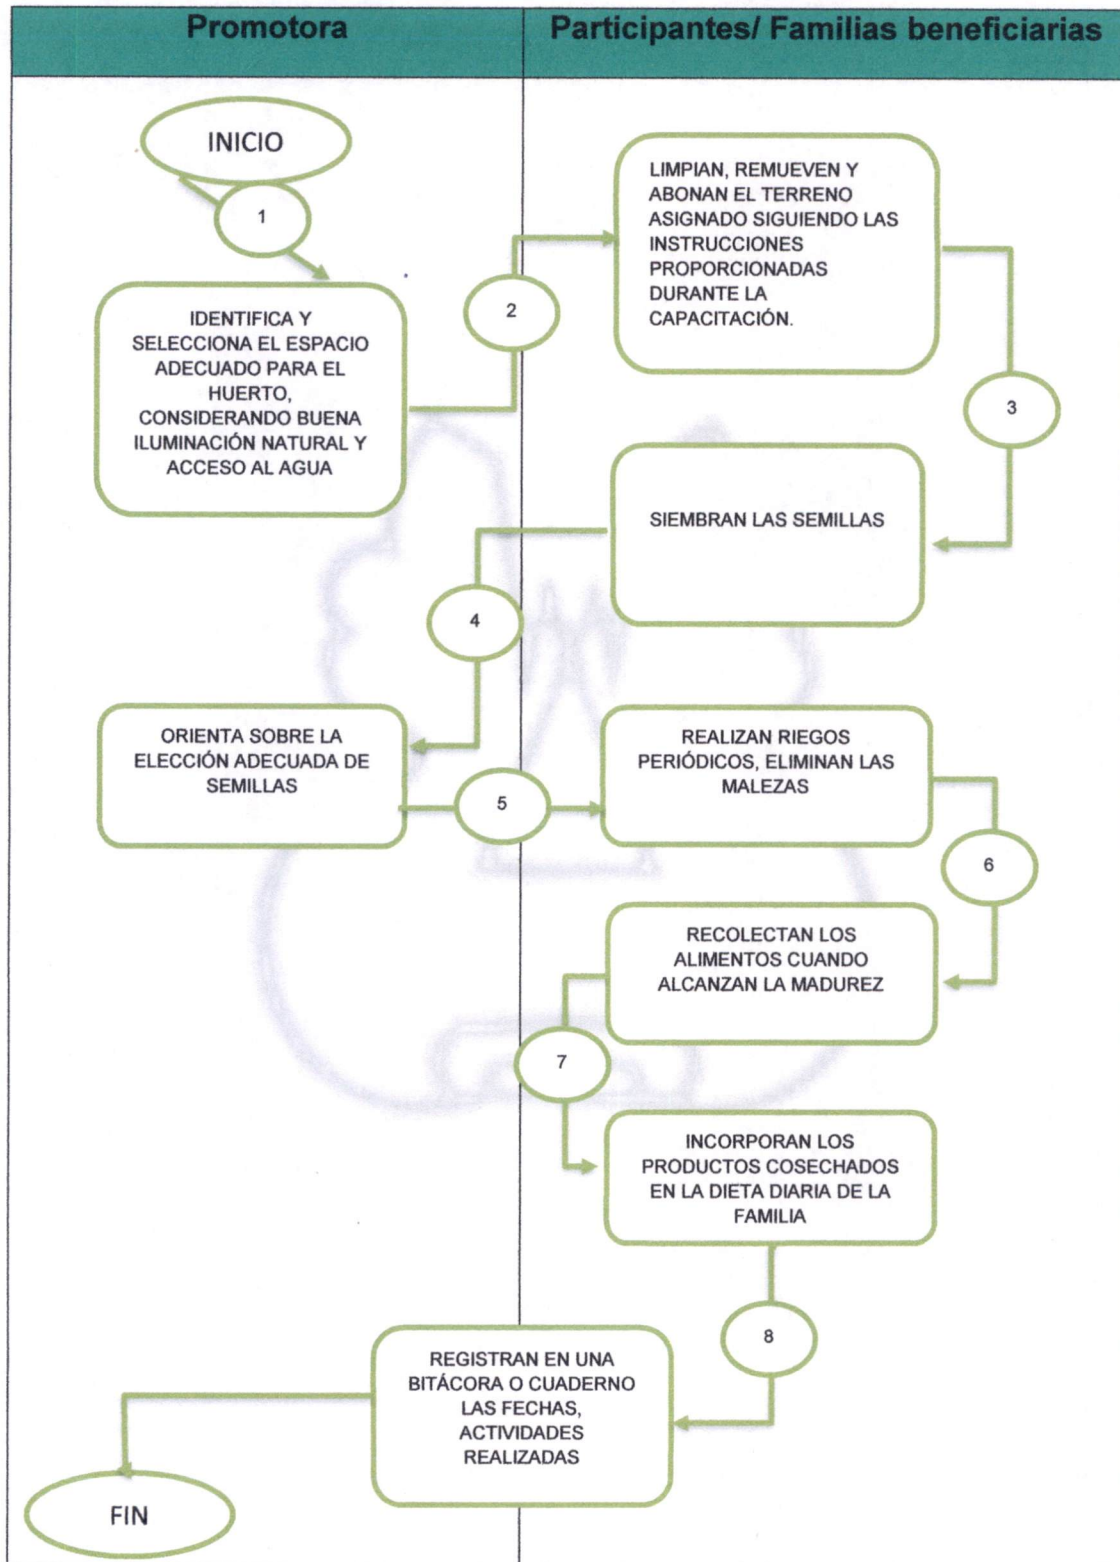 Promotora
Participantes/ Familias beneficiarias
INICIO
1
IDENTIFICA Y
SELECCIONA EL ESPACIO
ADECUADO PARA EL
HUERTO,
CONSIDERANDO BUENA
ILUMINACIÓN NATURAL Y
ACCESO AL AGUA
2
LIMPIAN, REMUEVEN Y
ABONAN EL TERRENO
ASIGNADO SIGUIENDO LAS
INSTRUCCIONES
PROPORCIONADAS
DURANTE LA
CAPACITACIÓN.
3
SIEMBRAN LAS SEMILLAS
4
ORIENTA SOBRE LA
ELECCIÓN ADECUADA DE
SEMILLAS
5
REALIZAN RIEGOS
PERIÓDICOS, ELIMINAN LAS
MALEZAS
6
RECOLECTAN LOS
ALIMENTOS CUANDO
ALCANZAN LA MADUREZ
7
INCORPORAN LOS
PRODUCTOS COSECHADOS
EN LA DIETA DIARIA DE LA
FAMILIA
8
REGISTRAN EN UNA
BITÁCORA O CUADERNO
LAS FECHAS,
ACTIVIDADES
REALIZADAS
FIN